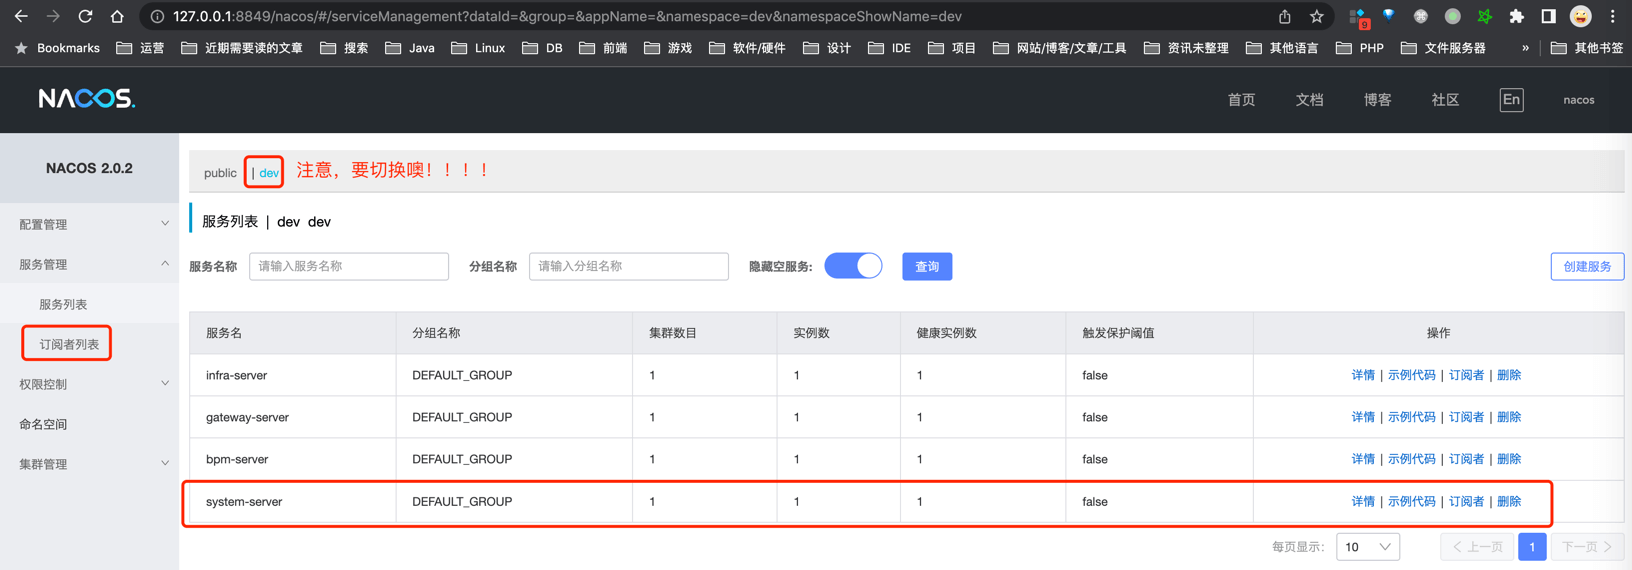 127.0.0.1:8849/nacos/#/serviceManagement?dataId=&group=&appName=&namespace=dev&namespaceShowName=dev
9
Bookmarks 运营 近期需要读的文章 搜索 Java Linux DB 前端 游戏 软件/硬件 设计 IDE 项目 网站/博客/文章/工具 资讯未整理 其他语言 PHP 文件服务器 » 其他书签
NACOS. 首页 文档 博客 社区 En nacos
NACOS 2.0.2
配置管理
服务管理
服务列表
订阅者列表
权限控制
命名空间
集群管理
public | dev 注意，要切换噢！！！！
服务列表 | dev dev
服务名称 请输入服务名称 分组名称 请输入分组名称 隐藏空服务: 查询 创建服务
服务名 分组名称 集群数目 实例数 健康实例数 触发保护阈值 操作
infra-server DEFAULT_GROUP 1 1 1 false 详情 | 示例代码 | 订阅者 | 删除
gateway-server DEFAULT_GROUP 1 1 1 false 详情 | 示例代码 | 订阅者 | 删除
bpm-server DEFAULT_GROUP 1 1 1 false 详情 | 示例代码 | 订阅者 | 删除
system-server DEFAULT_GROUP 1 1 1 false 详情 | 示例代码 | 订阅者 | 删除
每页显示: 10 上一页 1 下一页